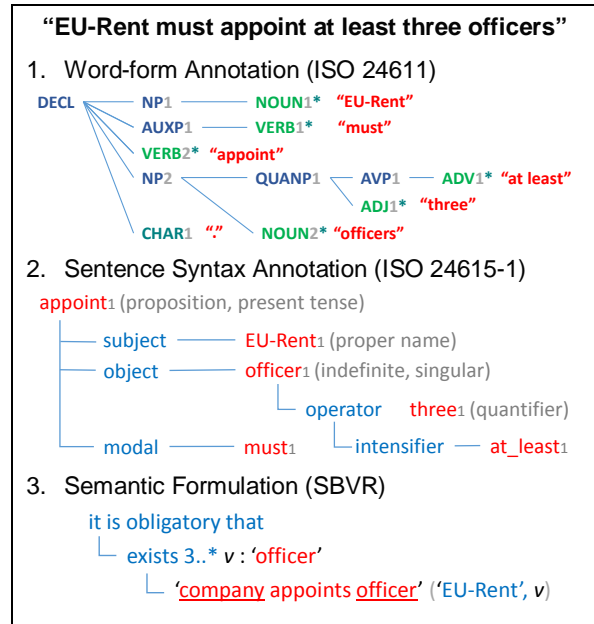 “EU-Rent must appoint at least three officers”
1. Word-form Annotation (ISO 24611)
DECL NP1 NOUN1* “EU-Rent”
AUXP1 VERB1* “must”
VERB2* “appoint”
NP2 QUANP1 AVP1 ADV1* “at least”
ADJ1* “three”
CHAR1 “.” NOUN2* “officers”
2. Sentence Syntax Annotation (ISO 24615-1)
appoint1 (proposition, present tense)
subject EU-Rent1 (proper name)
object officer1 (indefinite, singular)
operator three1 (quantifier)
modal must1 intensifier at_least1
3. Semantic Formulation (SBVR)
it is obligatory that
exists 3..* v : ‘officer’
‘company appoints officer’ (‘EU-Rent’, v)